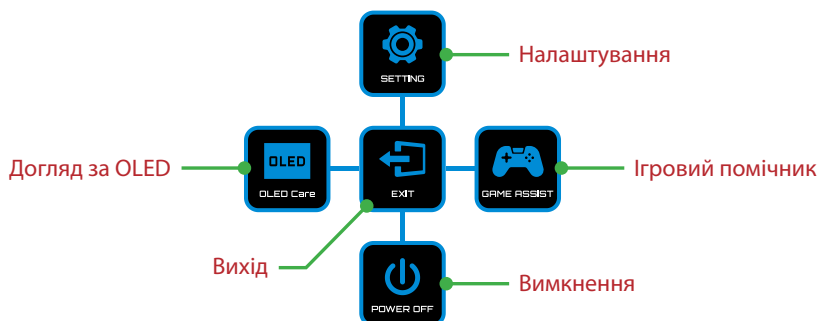 SETTING
Налаштування
Догляд за OLED
OLED
OLED Care
EXIT
GAME ASSIST
Ігровий помічник
Вихід
POWER OFF
Вимкнення